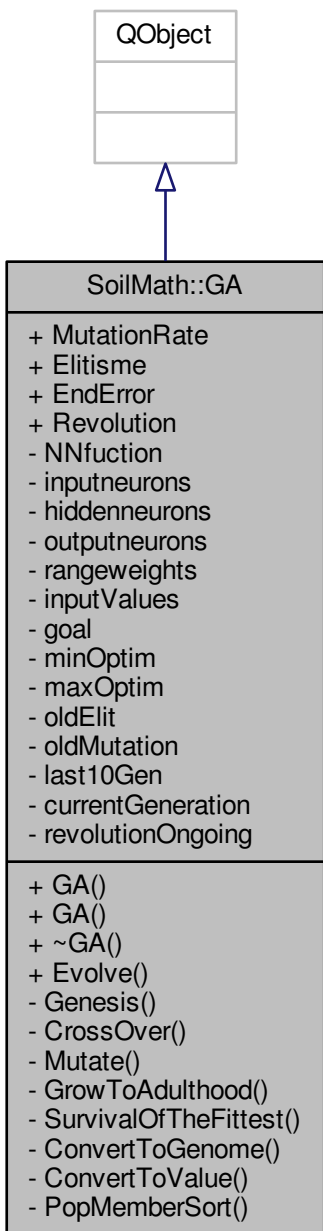 QObject
SoilMath::GA
+ MutationRate
+ Elitisme
+ EndError
+ Revolution
- NNfuction
- inputneurons
- hiddenneurons
- outputneurons
- rangeweights
- inputValues
- goal
- minOptim
- maxOptim
- oldElit
- oldMutation
- last10Gen
- currentGeneration
- revolutionOngoing
+ GA()
+ GA()
+ ~GA()
+ Evolve()
- Genesis()
- CrossOver()
- Mutate()
- GrowToAdulthood()
- SurvivalOfTheFittest()
- ConvertToGenome()
- ConvertToValue()
- PopMemberSort()